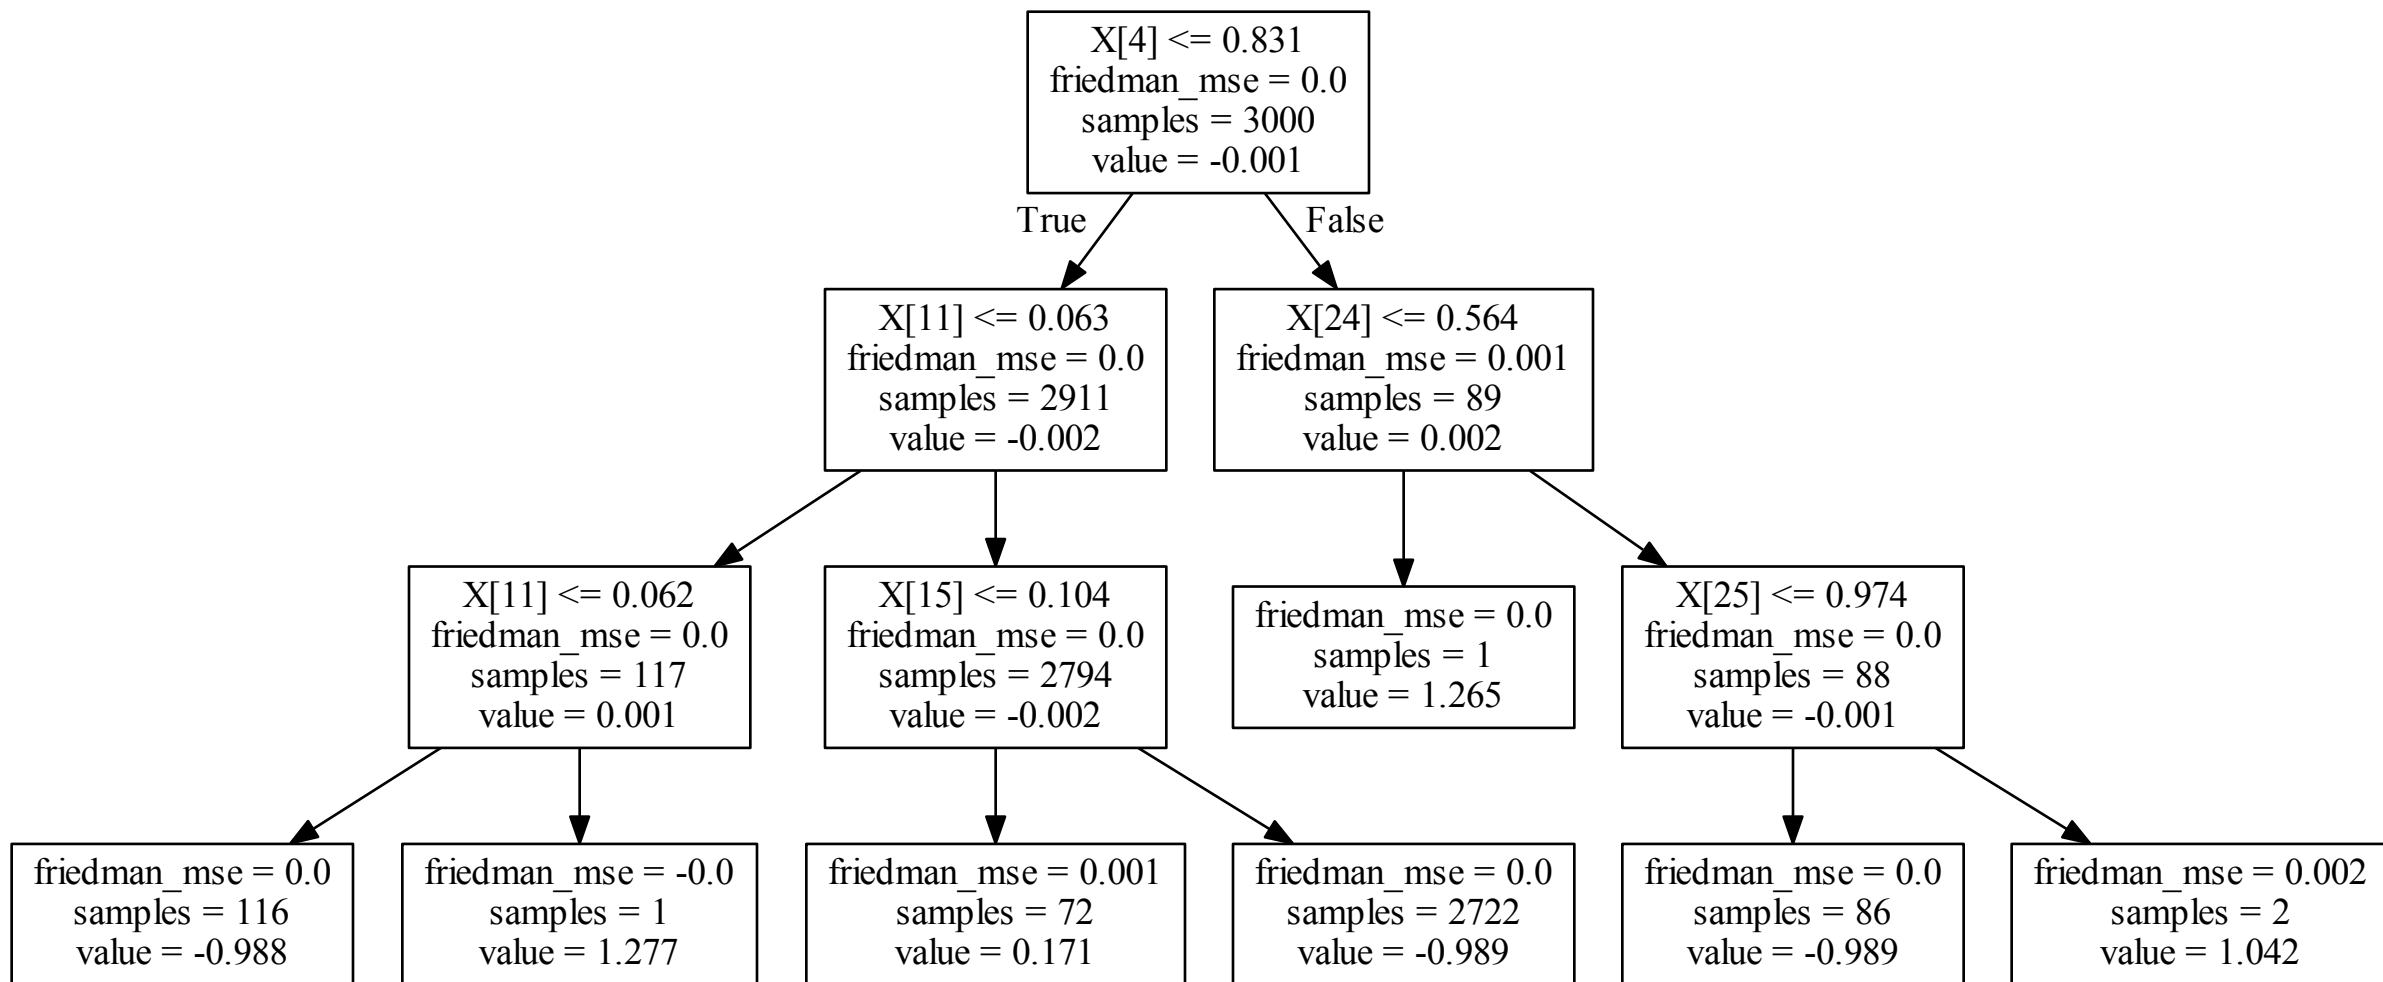 X[4] <= 0.831
friedman_mse = 0.0
samples = 3000
value = -0.001
True
False
X[11] <= 0.063
friedman_mse = 0.0
samples = 2911
value = -0.002
X[24] <= 0.564
friedman_mse = 0.001
samples = 89
value = 0.002
X[11] <= 0.062
friedman_mse = 0.0
samples = 117
value = 0.001
X[15] <= 0.104
friedman_mse = 0.0
samples = 2794
value = -0.002
friedman_mse = 0.0
samples = 1
value = 1.265
X[25] <= 0.974
friedman_mse = 0.0
samples = 88
value = -0.001
friedman_mse = 0.0
samples = 116
value = -0.988
friedman_mse = -0.0
samples = 1
value = 1.277
friedman_mse = 0.001
samples = 72
value = 0.171
friedman_mse = 0.0
samples = 2722
value = -0.989
friedman_mse = 0.0
samples = 86
value = -0.989
friedman_mse = 0.002
samples = 2
value = 1.042